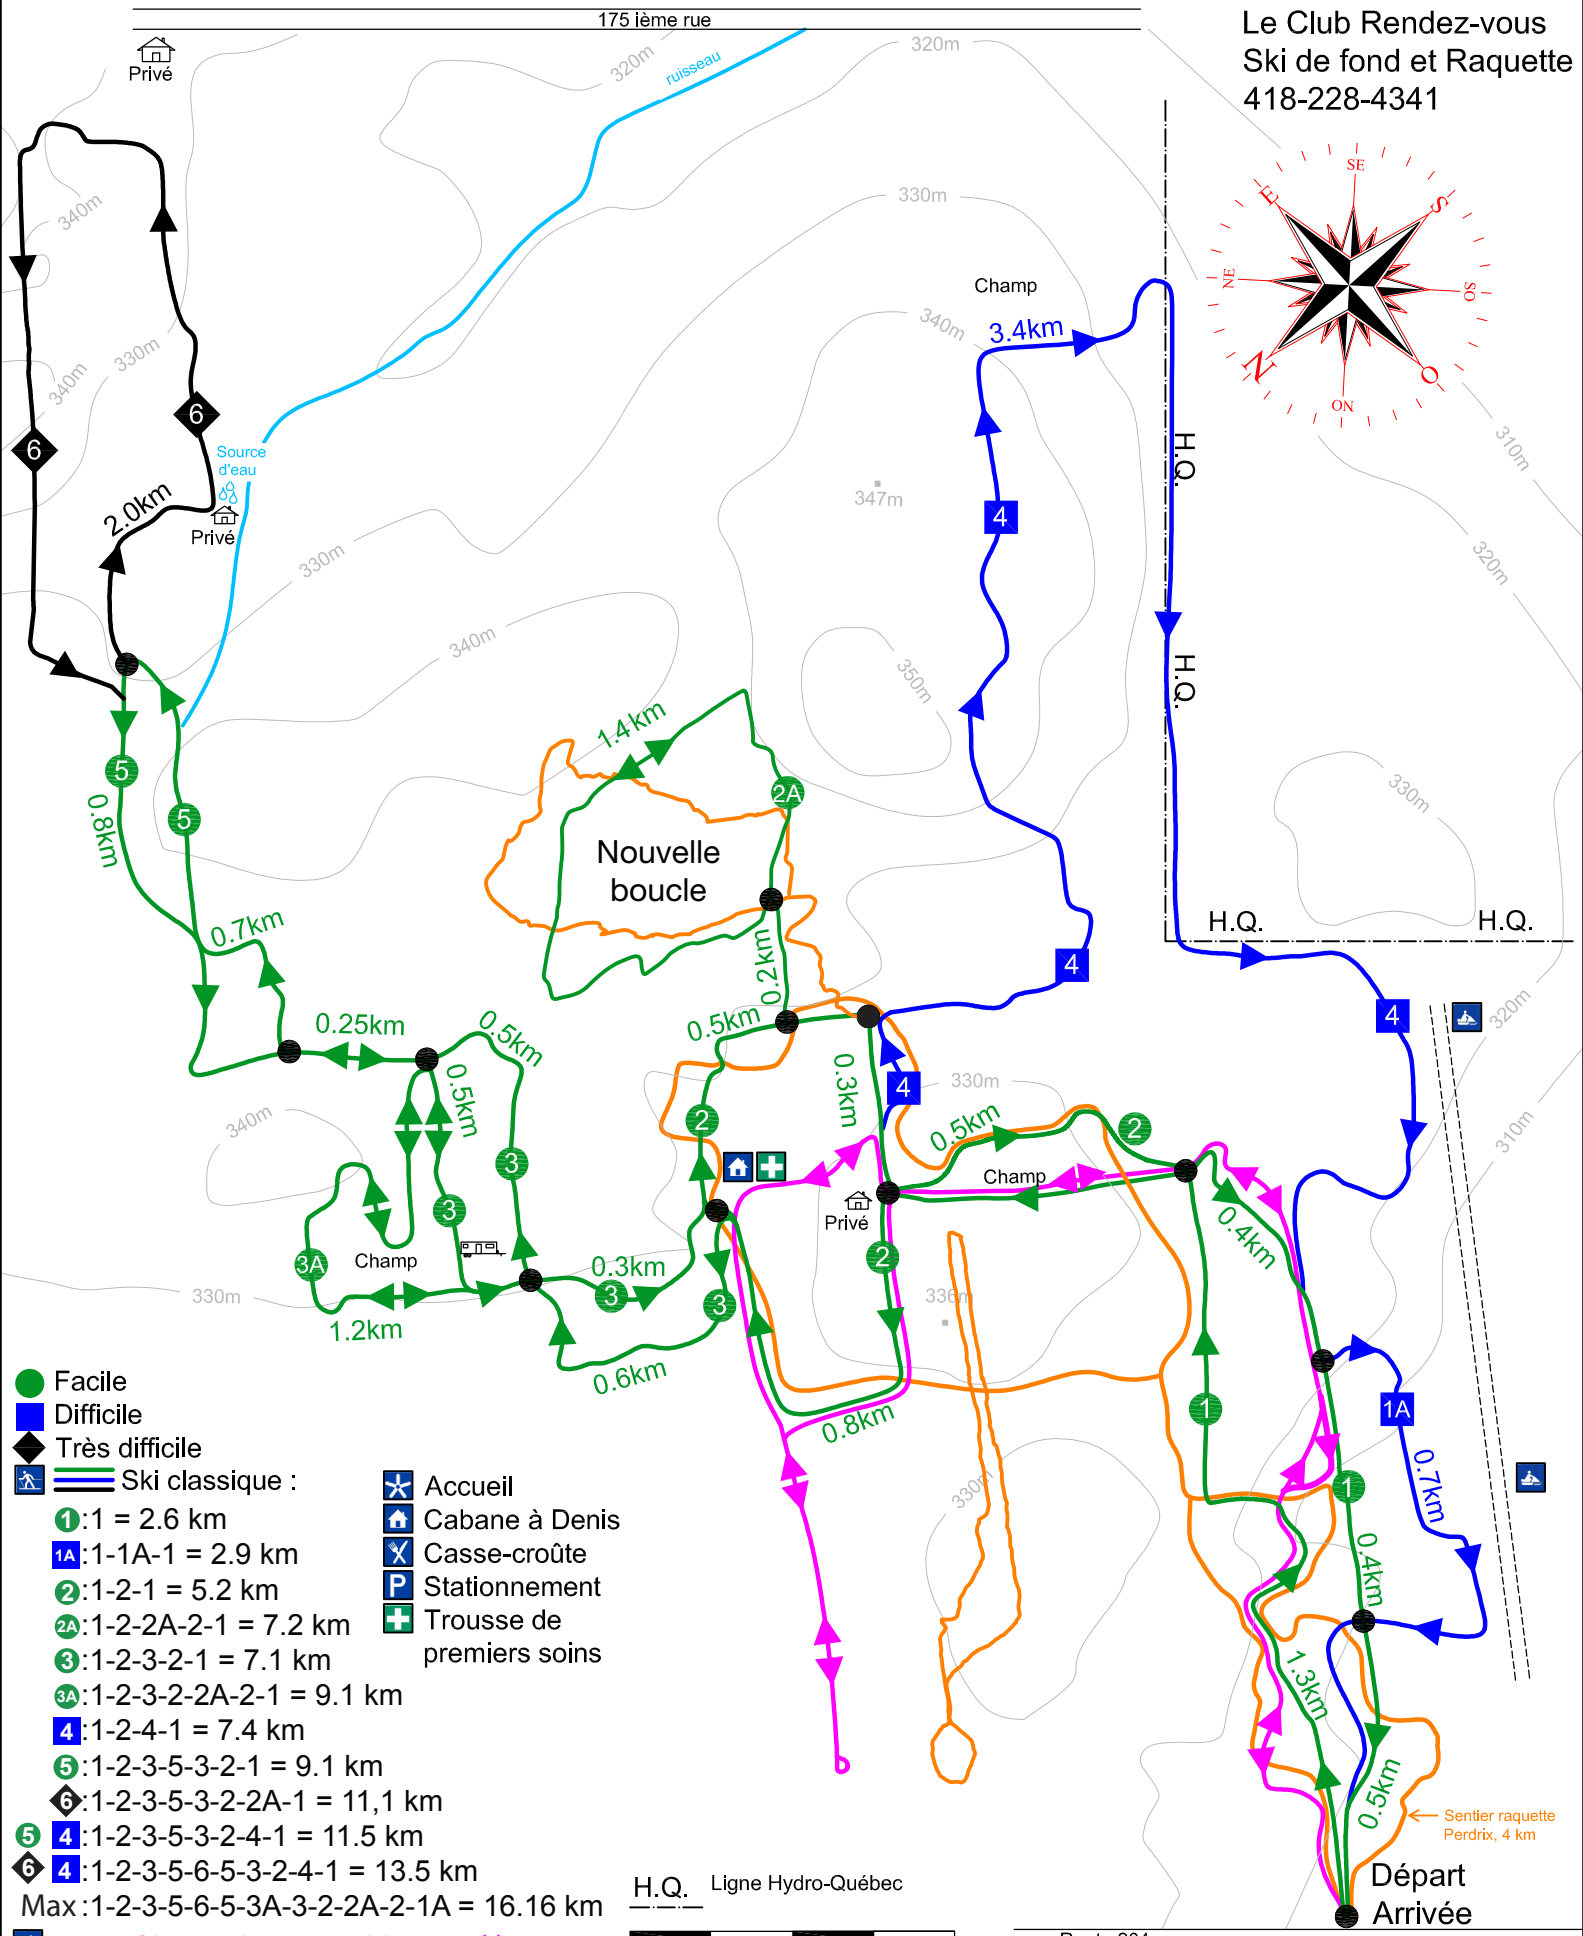 175 ième rue
Le Club Rendez-vous
Ski de fond et Raquette
418-228-4341
Privé
320m
ruisseau
320m
SE
E
S
NE
SO
N
O
ON
340m
330m
Champ
340m
3.4km
330m
340m
310m
6
6
Source
d'eau
H.Q.
347m
4
2.0km
Privé
330m
320m
340m
350m
H.Q.
1.4km
5
2A
330m
0.8km
5
Nouvelle
boucle
0.7km
H.Q.
H.Q.
0.2km
4
0.25km
0.5km
0.5km
4
320m
0.3km
330m
0.5km
4
340m
0.5km
2
2
310m
3
Champ
3
Privé
0.4km
3A
Champ
2
0.3km
3
3
330m
336m
1.2km
0.6km
Facile
Difficile
Très difficile
Ski classique :
0.8km
1
1A
330m
1
0.7km
0.4km
1.3km
0.5km
1:1 = 2.6 km
1A:1-1A-1 = 2.9 km
2:1-2-1 = 5.2 km
2A:1-2-2A-2-1 = 7.2 km
3:1-2-3-2-1 = 7.1 km
3A:1-2-3-2-2A-2-1 = 9.1 km
4:1-2-4-1 = 7.4 km
5:1-2-3-5-3-2-1 = 9.1 km
6:1-2-3-5-3-2-2A-1 = 11,1 km
5 4:1-2-3-5-3-2-4-1 = 11.5 km
6 4:1-2-3-5-6-5-3-2-4-1 = 13.5 km
Max :1-2-3-5-6-5-3A-3-2-2A-2-1A = 16.16 km
Accueil
Cabane à Denis
Casse-croûte
P Stationnement
Trousse de
premiers soins
H.Q. Ligne Hydro-Québec
Sentier raquette
Perdrix, 4 km
Départ
Arrivée